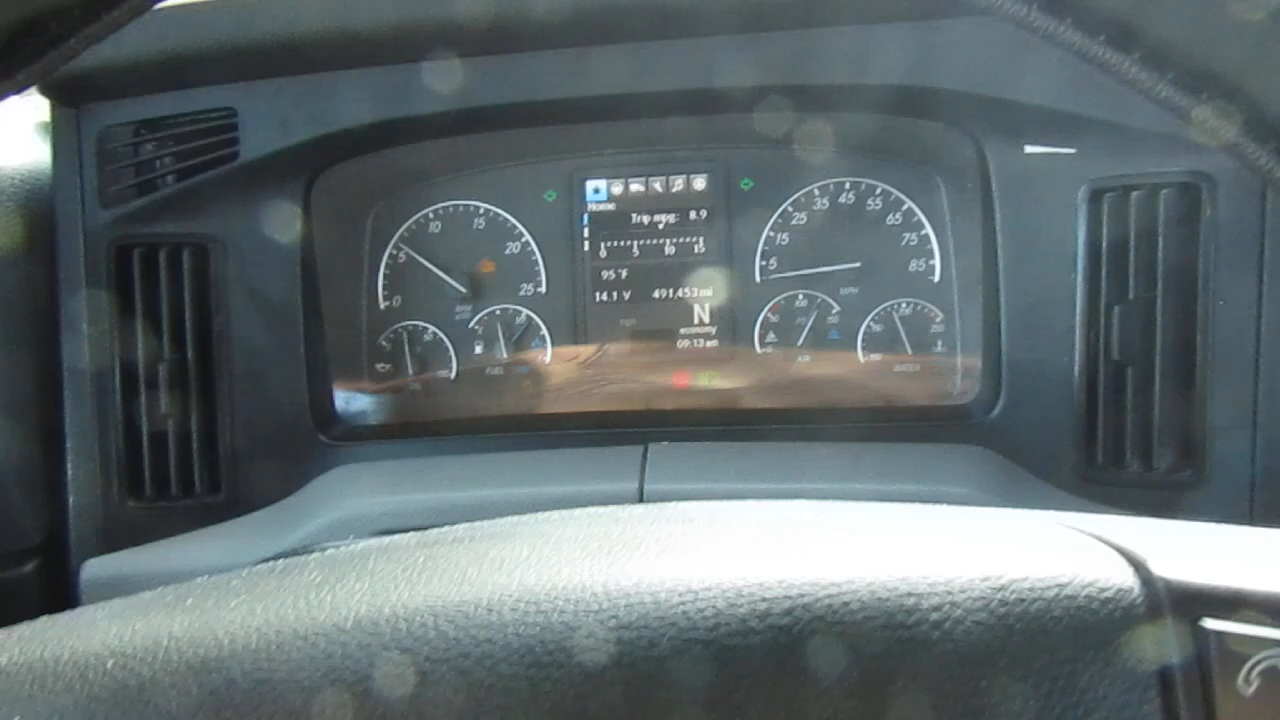 Home
Trip mpg: 8.9
0 5 10 15
95 °F
14.1 V 491,453 mi
N
economy
09:13 am
0 5 10 15 20 25
RPM
5 15 25 35 45 55 65 75 85
MPH
FUEL
100
AIR
WATER